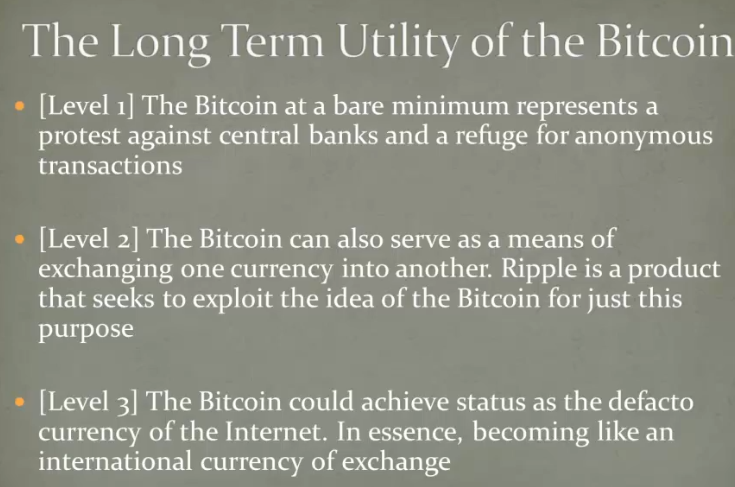 The Long Term Utility of the Bitcoin
• [Level 1] The Bitcoin at a bare minimum represents a
protest against central banks and a refuge for anonymous
transactions
• [Level 2] The Bitcoin can also serve as a means of
exchanging one currency into another. Ripple is a product
that seeks to exploit the idea of the Bitcoin for just this
purpose
• [Level 3] The Bitcoin could achieve status as the defacto
currency of the Internet. In essence, becoming like an
international currency of exchange